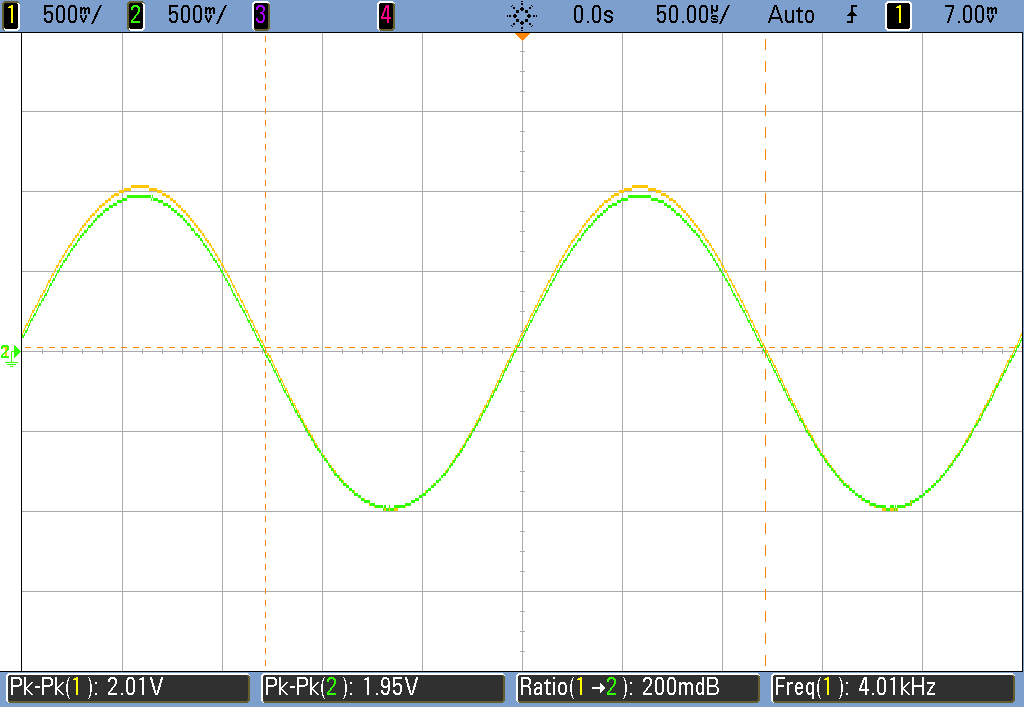 1 500mV/ 2 500mV/ 3 4 0.0s 50.00µs/ Auto 1 7.00mV
2
Pk-Pk(1): 2.01V Pk-Pk(2): 1.95V Ratio(1→2): 200mdB Freq(1): 4.01kHz